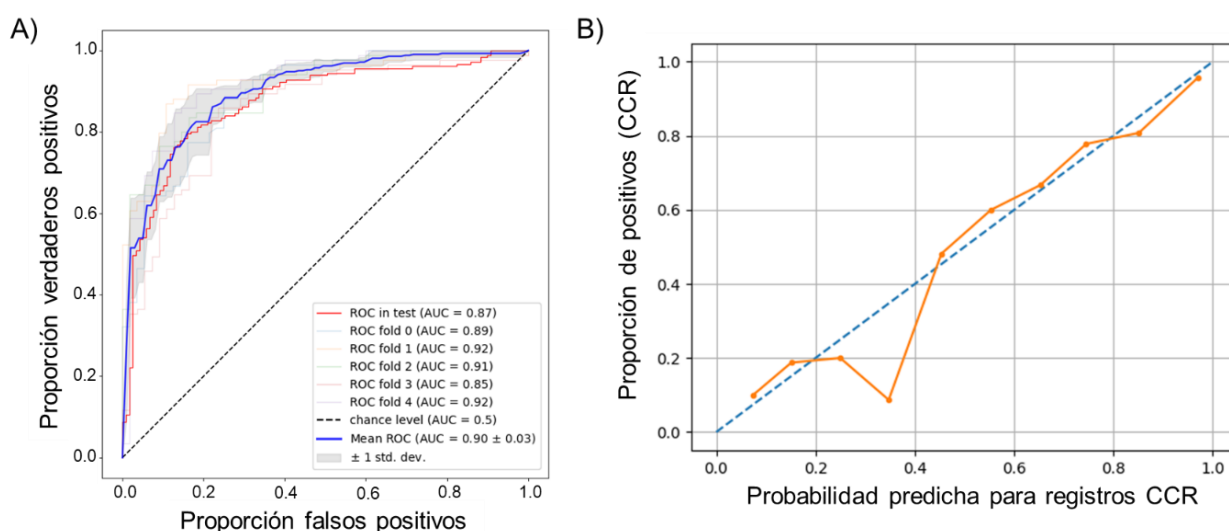 A)
Proporción verdaderos positivos
1.0
0.8
0.6
0.4
0.2
0.0
ROC in test (AUC = 0.87)
ROC fold 0 (AUC = 0.89)
ROC fold 1 (AUC = 0.92)
ROC fold 2 (AUC = 0.91)
ROC fold 3 (AUC = 0.85)
ROC fold 4 (AUC = 0.92)
chance level (AUC = 0.5)
Mean ROC (AUC = 0.90 ± 0.03)
± 1 std. dev.
0.0 0.2 0.4 0.6 0.8 1.0
Proporción falsos positivos
B)
Proporción de positivos (CCR)
1.0
0.8
0.6
0.4
0.2
0.0
0.0 0.2 0.4 0.6 0.8 1.0
Probabilidad predicha para registros CCR